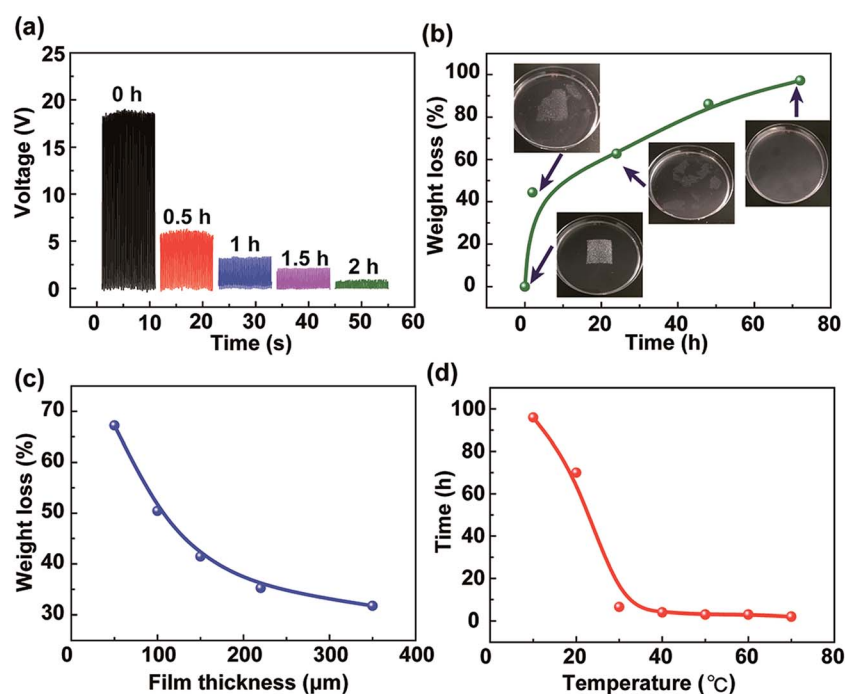 (a)
Voltage (V)
25
20
15
10
5
0
0 h
0.5 h
1 h
1.5 h
2 h
0 10 20 30 40 50 60
Time (s)
(b)
Weight loss (%)
100
80
60
40
20
0
0 20 40 60 80
Time (h)
(c)
Weight loss (%)
70
60
50
40
30
0 100 200 300 400
Film thickness (μm)
(d)
Time (h)
100
80
60
40
20
0
0 20 40 60 80
Temperature (℃)